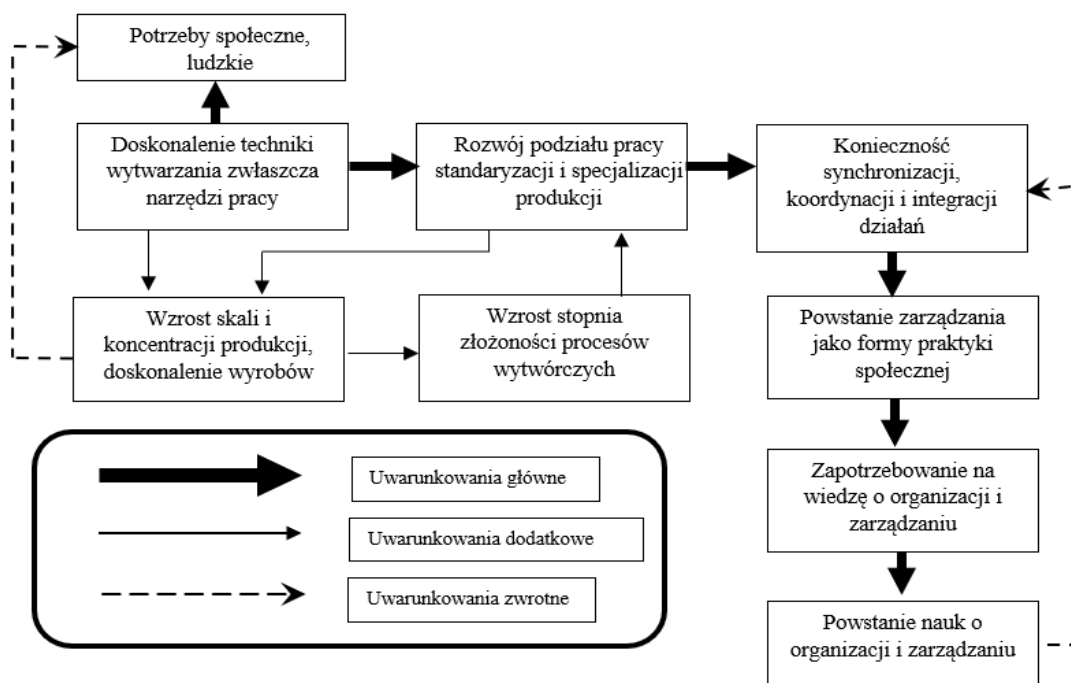 Potrzeby społeczne,
ludzkie
Doskonalenie techniki
wytwarzania zwłaszcza
narzędzi pracy
Rozwój podziału pracy
standaryzacji i specjalizacji
produkcji
Konieczność
synchronizacji,
koordynacji i integracji
działań
Wzrost skali i
koncentracji produkcji,
doskonalenie wyrobów
Wzrost stopnia
złożoności procesów
wytwórczych
Powstanie zarządzania
jako formy praktyki
społecznej
Zapotrzebowanie na
wiedzę o organizacji i
zarządzaniu
Powstanie nauk o
organizacji i zarządzaniu
Uwarunkowania główne
Uwarunkowania dodatkowe
Uwarunkowania zwrotne